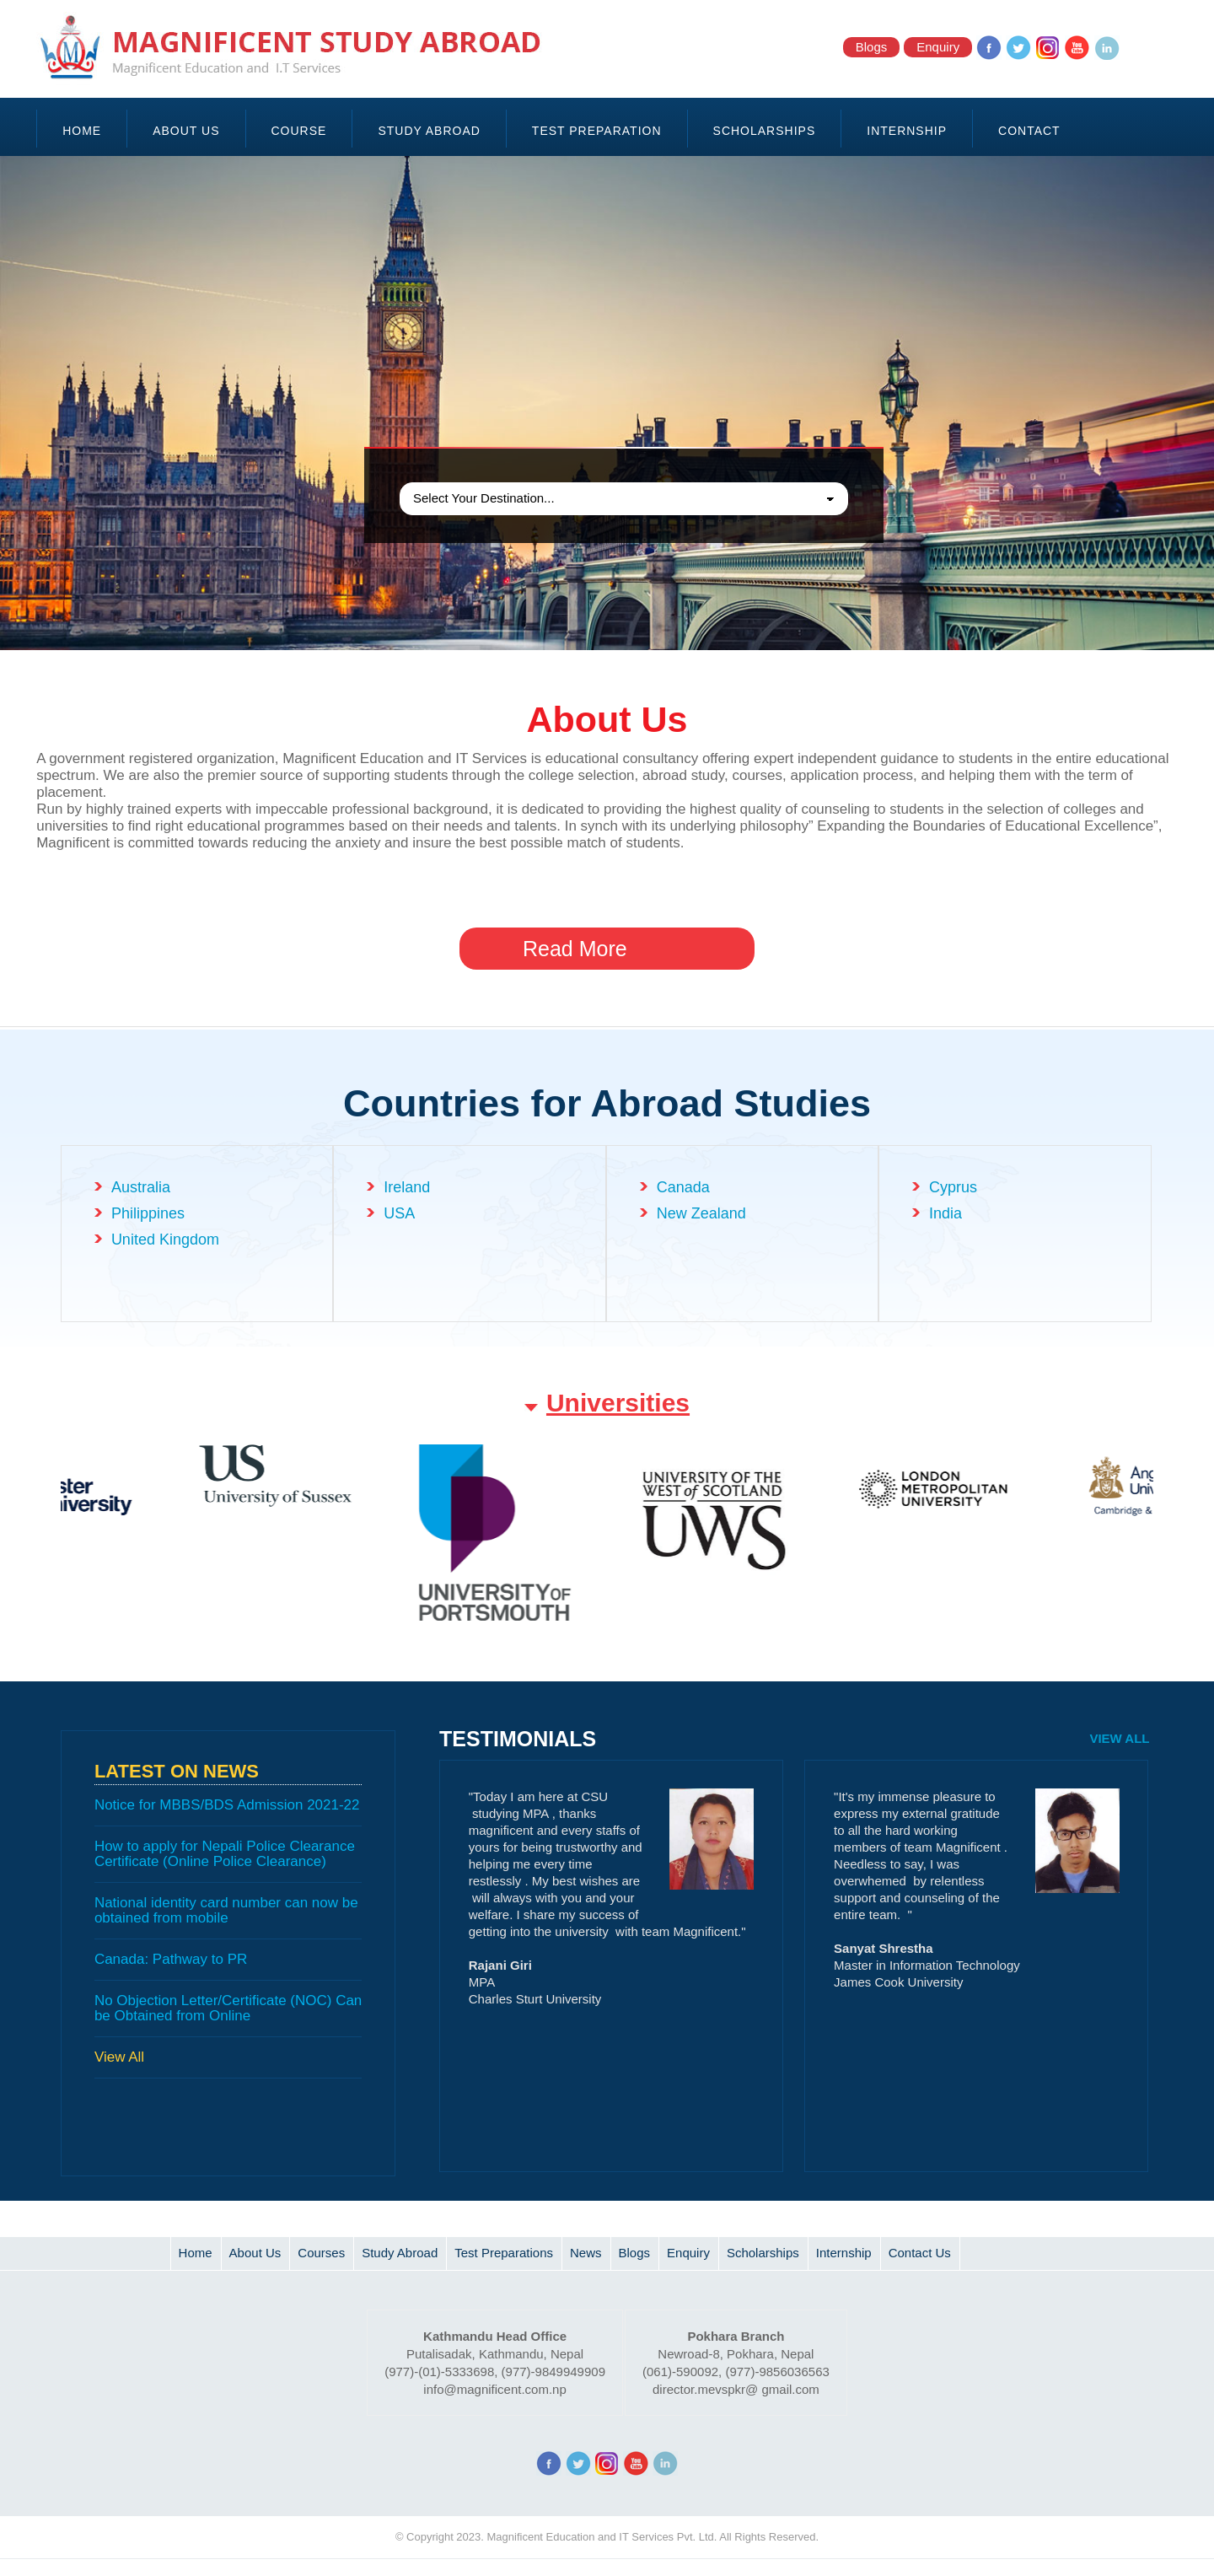 MAGNIFICENT STUDY ABROAD
Magnificent Education and I.T Services
Blogs
Enquiry
You Tube
in
HOME
ABOUT US
COURSE
STUDY ABROAD
TEST PREPARATION
SCHOLARSHIPS
INTERNSHIP
CONTACT
Select Your Destination...
About Us
A government registered organization, Magnificent Education and IT Services is educational consultancy offering expert independent guidance to students in the entire educational
spectrum. We are also the premier source of supporting students through the college selection, abroad study, courses, application process, and helping them with the term of
placement.
Run by highly trained experts with impeccable professional background, it is dedicated to providing the highest quality of counseling to students in the selection of colleges and
universities to find right educational programmes based on their needs and talents. In synch with its underlying philosophy” Expanding the Boundaries of Educational Excellence”,
Magnificent is committed towards reducing the anxiety and insure the best possible match of students.
Read More
Countries for Abroad Studies
Australia
Philippines
United Kingdom
Ireland
USA
Canada
New Zealand
Cyprus
India
Universities
ster
iversity
US
University of Sussex
UNIVERSITY OF
PORTSMOUTH
UNIVERSITY OF THE
WEST of SCOTLAND
UWS
LONDON
METROPOLITAN
UNIVERSITY
Ang
Univ
Cambridge &
LATEST ON NEWS
Notice for MBBS/BDS Admission 2021-22
How to apply for Nepali Police Clearance
Certificate (Online Police Clearance)
National identity card number can now be
obtained from mobile
Canada: Pathway to PR
No Objection Letter/Certificate (NOC) Can
be Obtained from Online
View All
TESTIMONIALS
VIEW ALL
"Today I am here at CSU
studying MPA , thanks
magnificent and every staffs of
yours for being trustworthy and
helping me every time
restlessly . My best wishes are
will always with you and your
welfare. I share my success of
getting into the university with team Magnificent."
Rajani Giri
MPA
Charles Sturt University
"It's my immense pleasure to
express my external gratitude
to all the hard working
members of team Magnificent .
Needless to say, I was
overwhemed by relentless
support and counseling of the
entire team. "
Sanyat Shrestha
Master in Information Technology
James Cook University
Home
About Us
Courses
Study Abroad
Test Preparations
News
Blogs
Enquiry
Scholarships
Internship
Contact Us
Kathmandu Head Office
Putalisadak, Kathmandu, Nepal
(977)-(01)-5333698, (977)-9849949909
info@magnificent.com.np
Pokhara Branch
Newroad-8, Pokhara, Nepal
(061)-590092, (977)-9856036563
director.mevspkr@ gmail.com
You Tube
in
© Copyright 2023. Magnificent Education and IT Services Pvt. Ltd. All Rights Reserved.